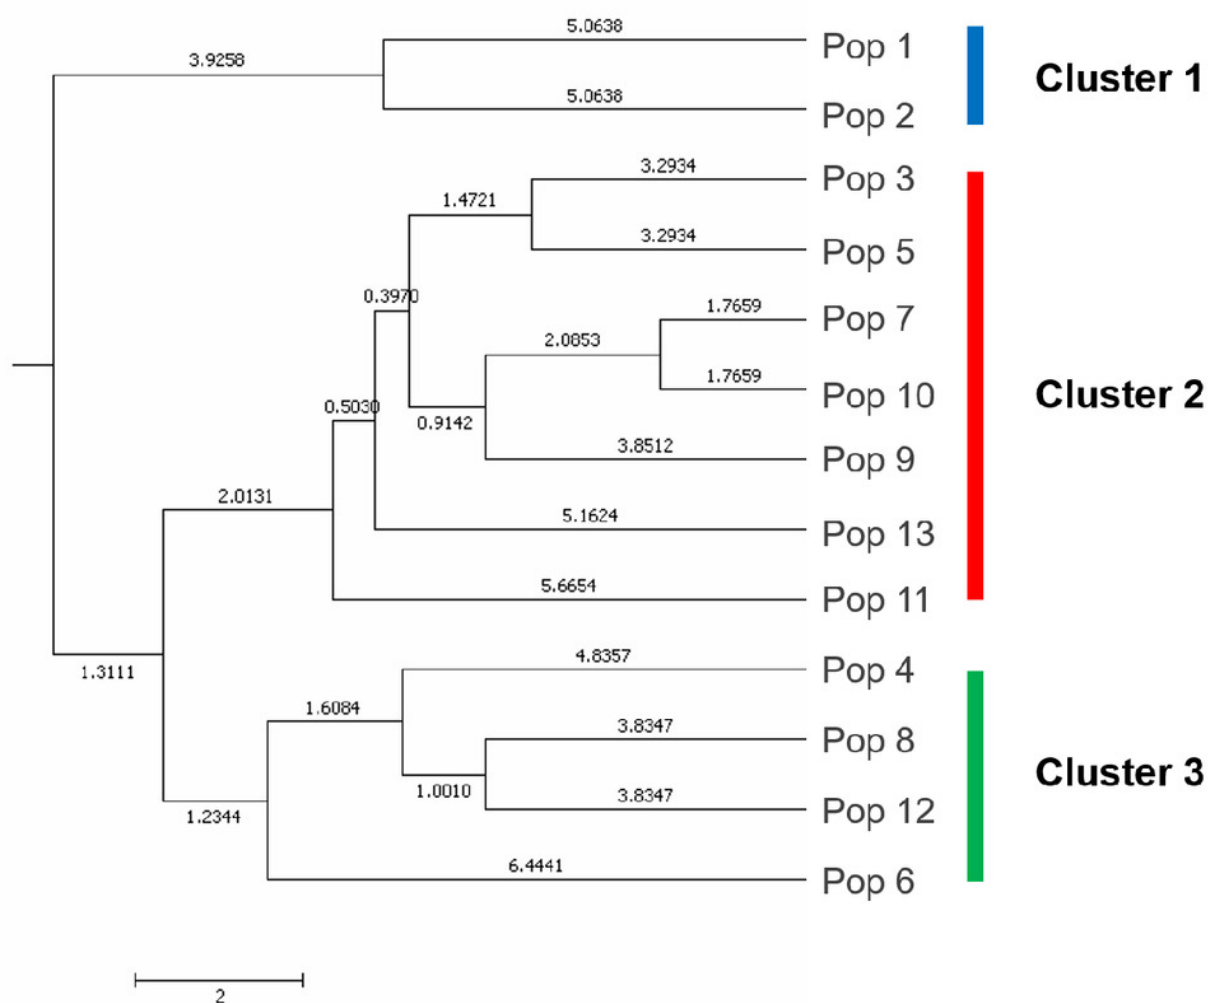 5.0638
Pop 1
3.9258
Cluster 1
5.0638
Pop 2
3.2934
Pop 3
1.4721
3.2934
Pop 5
0.3970
1.7659
Pop 7
2.0853
1.7659
Pop 10
Cluster 2
0.5030
0.9142
3.8512
Pop 9
2.0131
5.1624
Pop 13
5.6654
Pop 11
1.3111
4.8357
Pop 4
1.6084
3.8347
Pop 8
Cluster 3
1.0010
3.8347
Pop 12
1.2344
6.4441
Pop 6
2